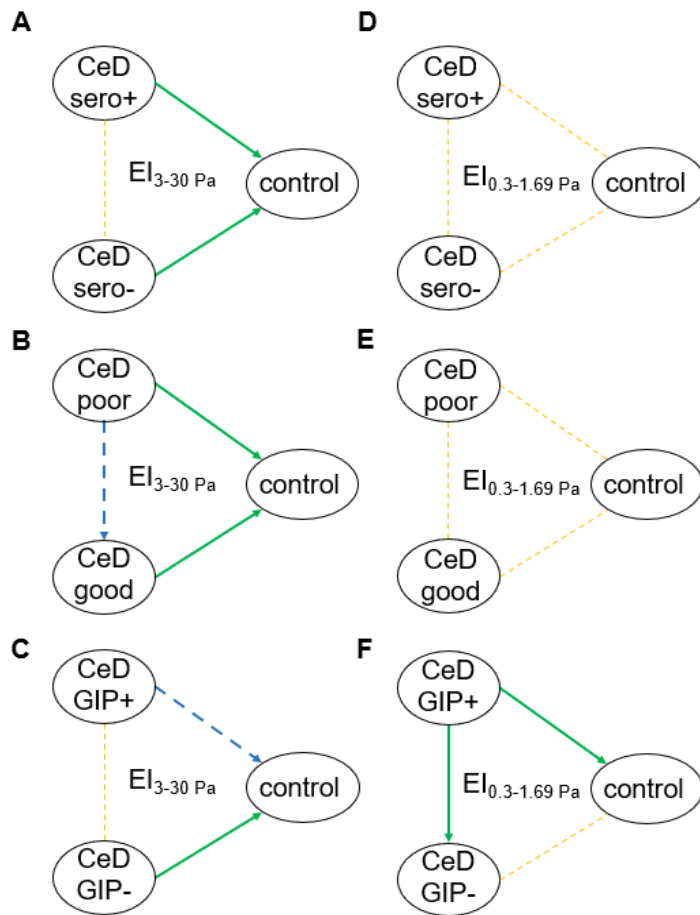 A
CeD
sero+
EI3-30 Pa
control
CeD
sero-
D
CeD
sero+
EI0.3-1.69 Pa
control
CeD
sero-
B
CeD
poor
EI3-30 Pa
control
CeD
good
E
CeD
poor
EI0.3-1.69 Pa
control
CeD
good
C
CeD
GIP+
EI3-30 Pa
control
CeD
GIP-
F
CeD
GIP+
EI0.3-1.69 Pa
control
CeD
GIP-